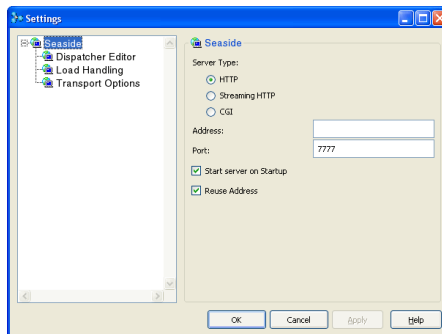 Settings
Seaside
Dispatcher Editor
Load Handling
Transport Options
Seaside
Server Type:
HTTP
Streaming HTTP
CGI
Address:
Port: 7777
Start server on Startup
Reuse Address
OK Cancel Apply Help